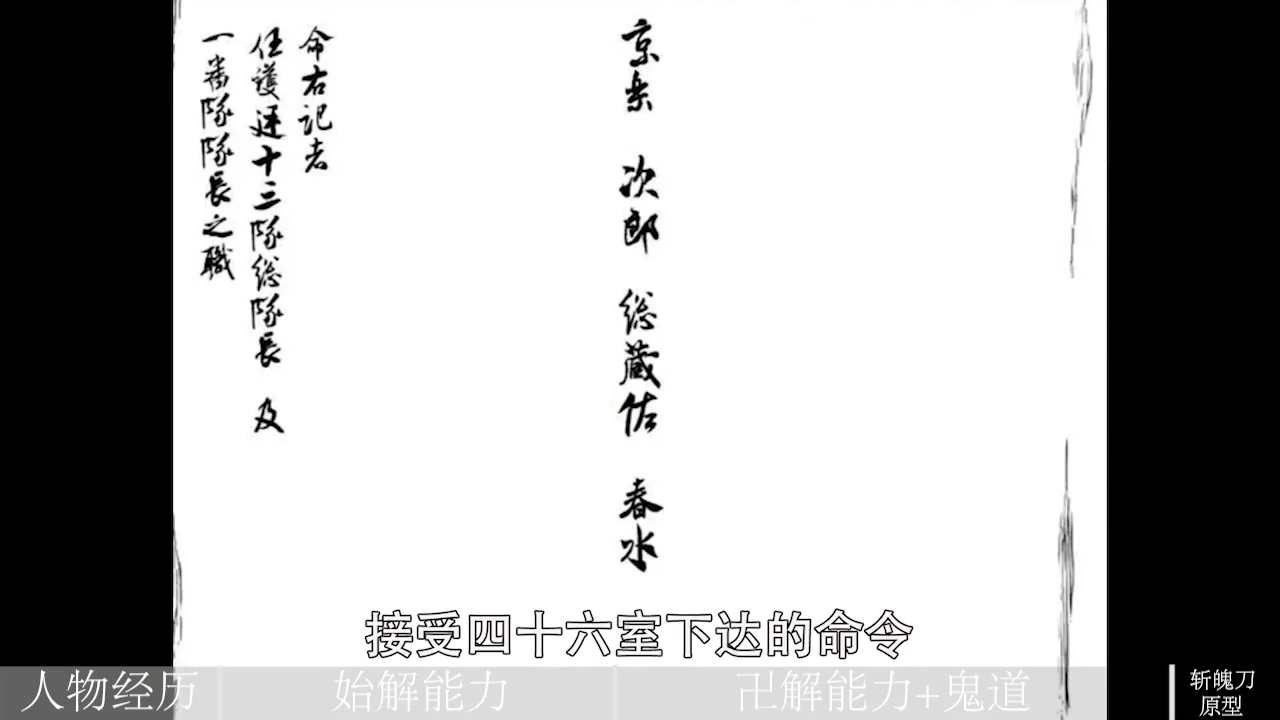 京楽 次郎 総蔵佐 春水
命右記者
任護廷十三隊総隊長 及
一番隊隊長之職
接受四十六室下达的命令
人物经历
始解能力
卍解能力+鬼道
斩魄刀
原型